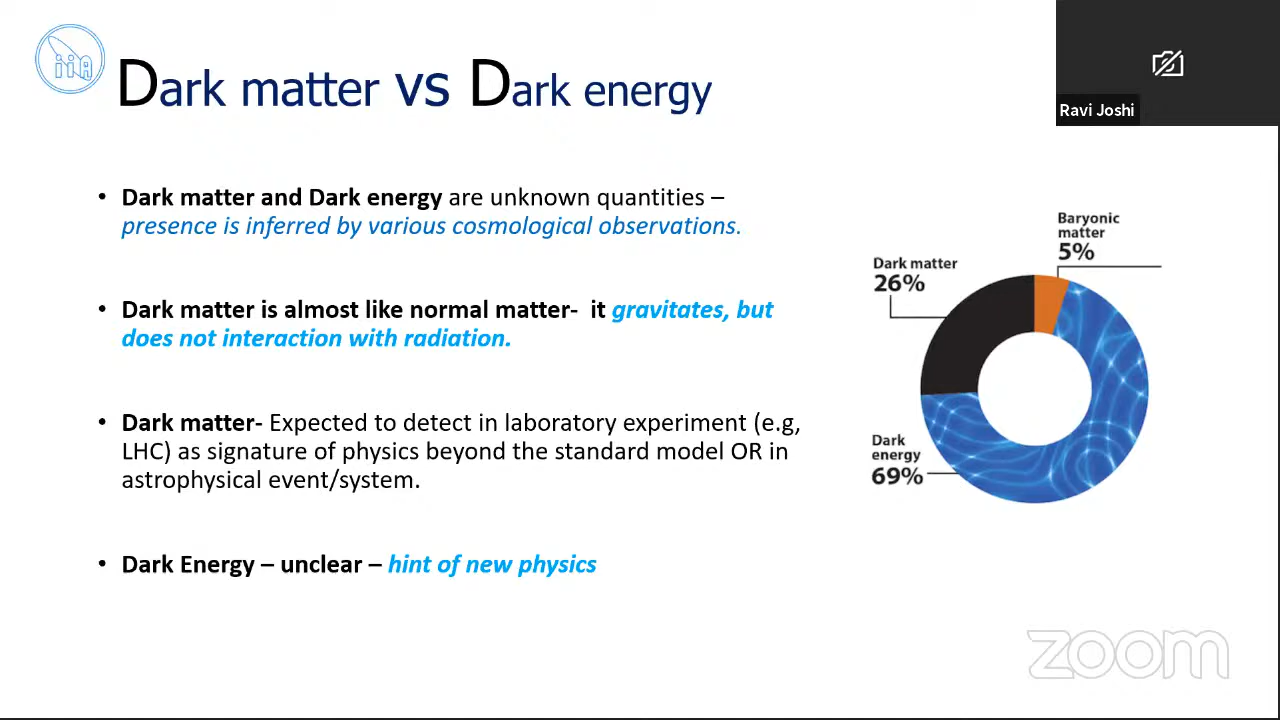 iiA
Dark matter vs Dark energy
Ravi Joshi
• Dark matter and Dark energy are unknown quantities –
presence is inferred by various cosmological observations.
• Dark matter is almost like normal matter- it gravitates, but
does not interaction with radiation.
• Dark matter- Expected to detect in laboratory experiment (e.g,
LHC) as signature of physics beyond the standard model OR in
astrophysical event/system.
• Dark Energy – unclear – hint of new physics
Baryonic
matter
5%
Dark matter
26%
Dark
energy
69%
zoom